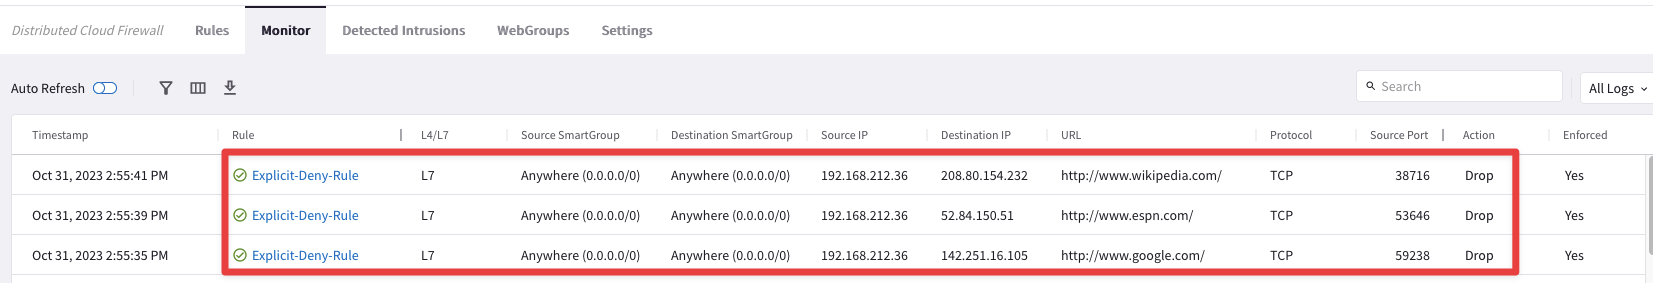 Distributed Cloud Firewall Rules Monitor Detected Intrusions WebGroups Settings
Auto Refresh Search All Logs
Timestamp Rule L4/L7 Source SmartGroup Destination SmartGroup Source IP Destination IP URL Protocol Source Port Action Enforced
Oct 31, 2023 2:55:41 PM Explicit-Deny-Rule L7 Anywhere (0.0.0.0/0) Anywhere (0.0.0.0/0) 192.168.212.36 208.80.154.232 http://www.wikipedia.com/ TCP 38716 Drop Yes
Oct 31, 2023 2:55:39 PM Explicit-Deny-Rule L7 Anywhere (0.0.0.0/0) Anywhere (0.0.0.0/0) 192.168.212.36 52.84.150.51 http://www.espn.com/ TCP 53646 Drop Yes
Oct 31, 2023 2:55:35 PM Explicit-Deny-Rule L7 Anywhere (0.0.0.0/0) Anywhere (0.0.0.0/0) 192.168.212.36 142.251.16.105 http://www.google.com/ TCP 59238 Drop Yes